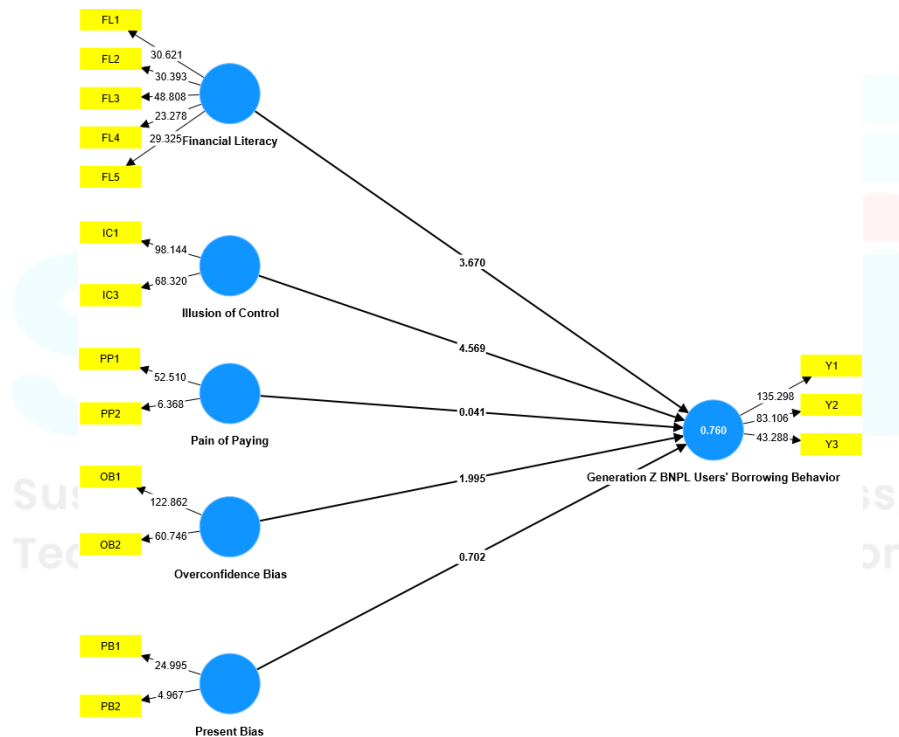 FL1
30.621
FL2
30.393
FL3
48.808
FL4
23.278
FL5
29.325
Financial Literacy
IC1
98.144
IC3
68.320
Illusion of Control
PP1
52.510
PP2
6.368
Pain of Paying
OB1
122.862
OB2
60.746
Overconfidence Bias
PB1
24.995
PB2
4.967
Present Bias
3.670
4.569
0.041
1.995
0.702
0.760
Generation Z BNPL Users' Borrowing Behavior
Y1
135.298
Y2
83.106
Y3
43.288